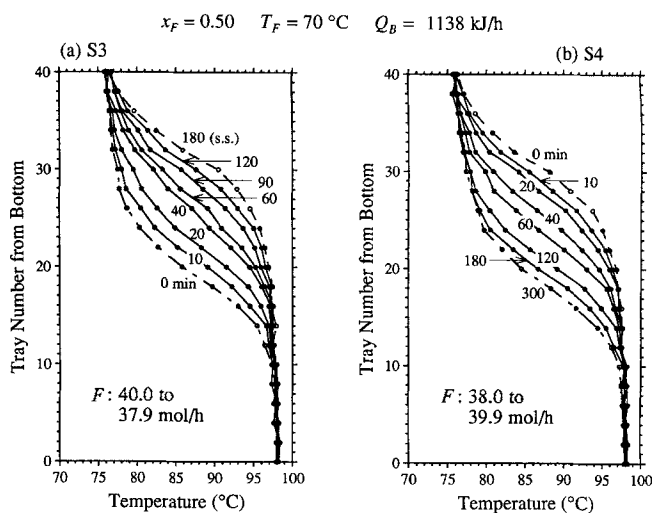 x_F = 0.50 T_F = 70 °C Q_B = 1138 kJ/h
(a) S3
40
30
20
10
0
Tray Number from Bottom
180 (s.s.)
120
90
60
40
20
10
0 min
F : 40.0 to
37.9 mol/h
70 75 80 85 90 95 100
Temperature (°C)
(b) S4
40
30
20
10
0
Tray Number from Bottom
0 min
10
20
40
60
120
180
300
F : 38.0 to
39.9 mol/h
70 75 80 85 90 95 100
Temperature (°C)